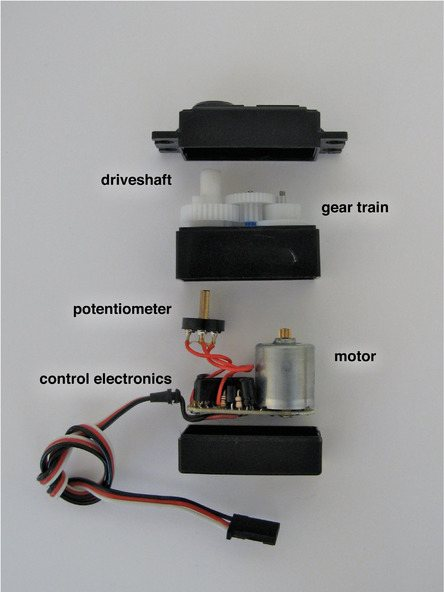 driveshaft
gear train
potentiometer
motor
control electronics